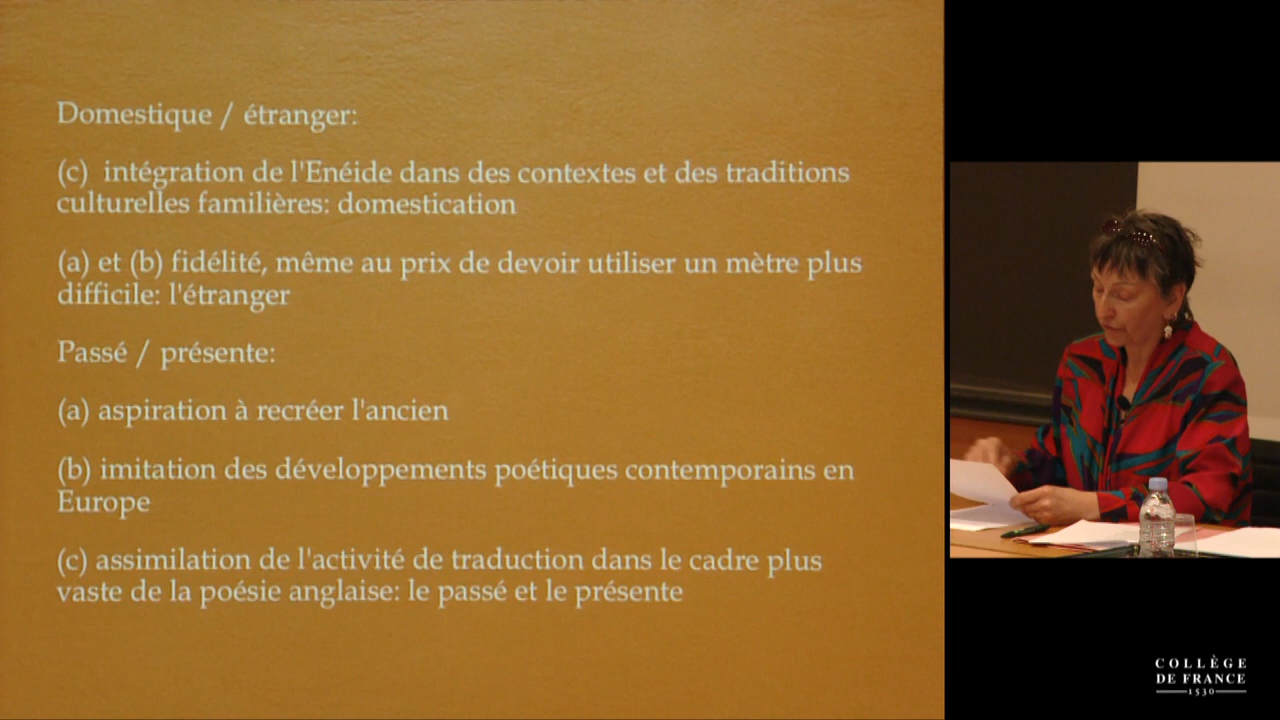 Domestique / étranger:
(c) intégration de l'Enéide dans des contextes et des traditions
culturelles familières: domestication
(a) et (b) fidélité, même au prix de devoir utiliser un mètre plus
difficile: l'étranger
Passé / présente:
(a) aspiration à recréer l'ancien
(b) imitation des développements poétiques contemporains en
Europe
(c) assimilation de l'activité de traduction dans le cadre plus
vaste de la poésie anglaise: le passé et le présente
COLLÈGE
DE FRANCE
1530